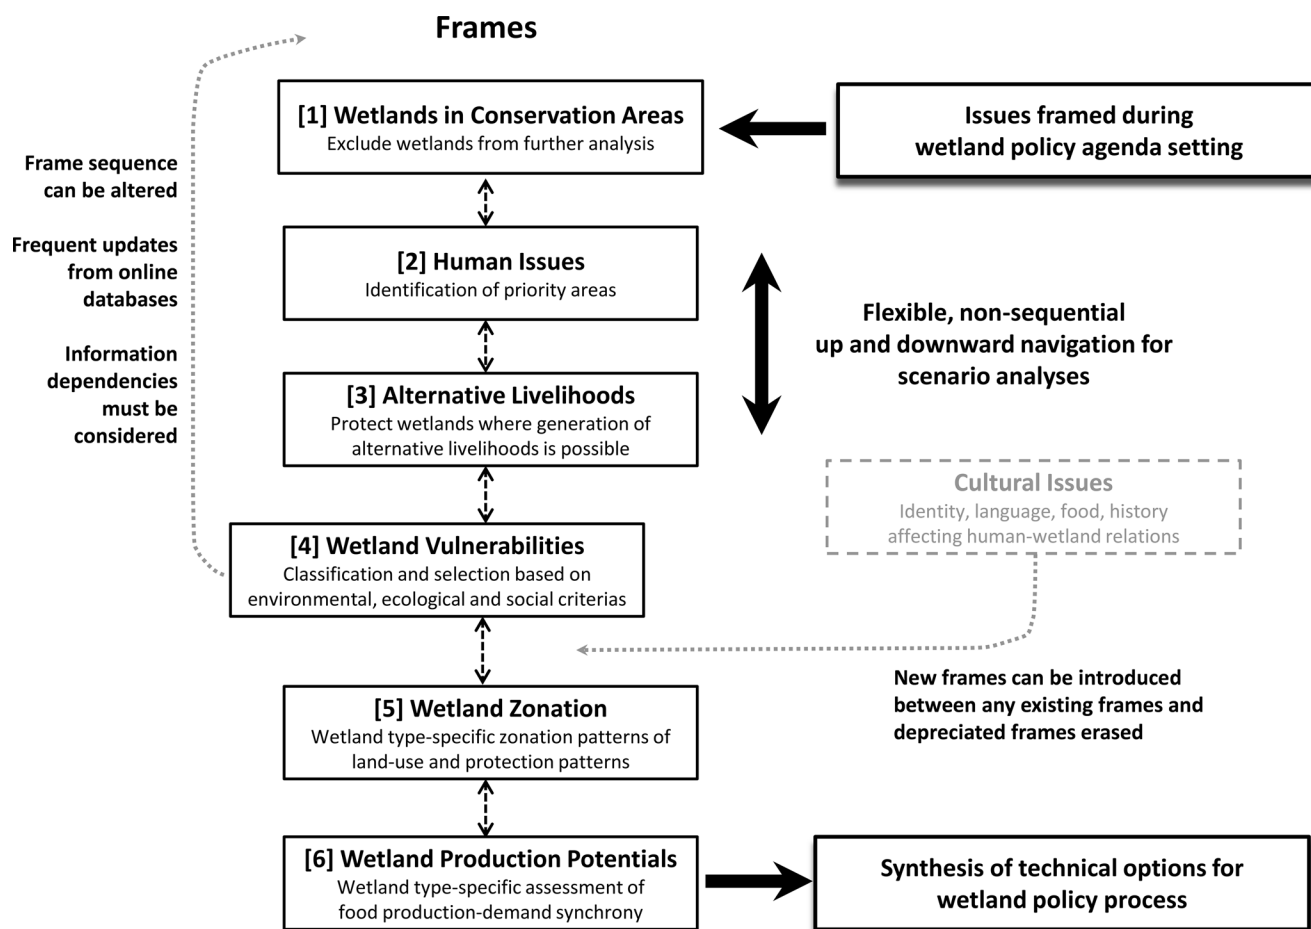 Frames
[1] Wetlands in Conservation Areas
Exclude wetlands from further analysis
Issues framed during
wetland policy agenda setting
Frame sequence
can be altered
Frequent updates
from online
databases
Information
dependencies
must be
considered
[2] Human Issues
Identification of priority areas
Flexible, non-sequential
up and downward navigation for
scenario analyses
[3] Alternative Livelihoods
Protect wetlands where generation of
alternative livelihoods is possible
Cultural Issues
Identity, language, food, history
affecting human-wetland relations
[4] Wetland Vulnerabilities
Classification and selection based on
environmental, ecological and social criterias
New frames can be introduced
between any existing frames and
depreciated frames erased
[5] Wetland Zonation
Wetland type-specific zonation patterns of
land-use and protection patterns
[6] Wetland Production Potentials
Wetland type-specific assessment of
food production-demand synchrony
Synthesis of technical options for
wetland policy process